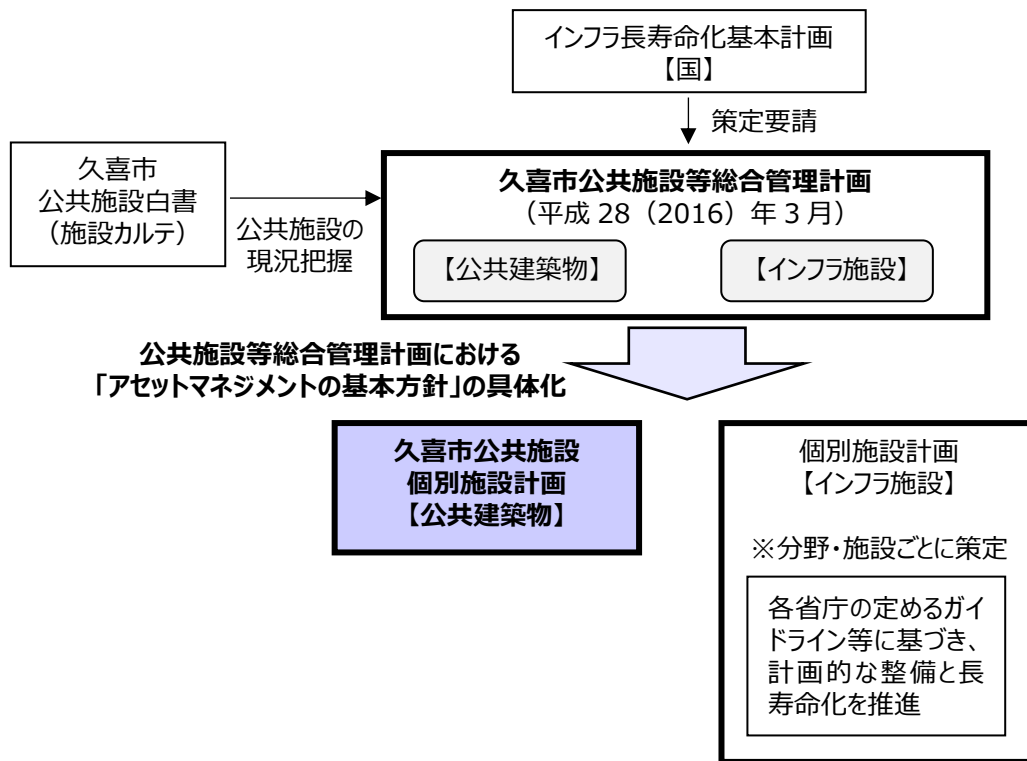 インフラ長寿命化基本計画
【国】
策定要請
久喜市
公共施設白書
（施設カルテ）
公共施設の
現況把握
久喜市公共施設等総合管理計画
（平成 28（2016）年 3 月）
【公共建築物】
【インフラ施設】
公共施設等総合管理計画における
「アセットマネジメントの基本方針」の具体化
久喜市公共施設
個別施設計画
【公共建築物】
個別施設計画
【インフラ施設】
※分野・施設ごとに策定
各省庁の定めるガイ
ドライン等に基づき、
計画的な整備と長
寿命化を推進